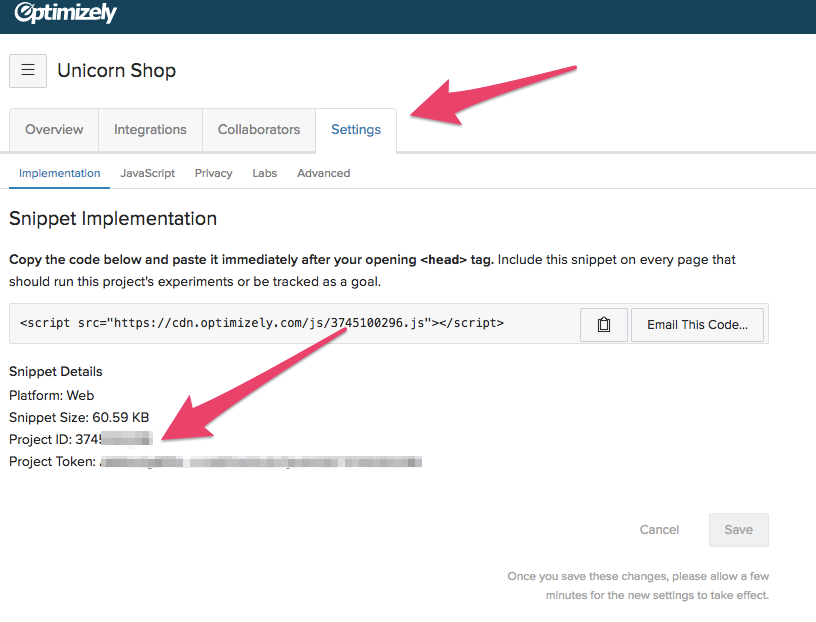 Optimizely
Unicorn Shop
Overview Integrations Collaborators Settings
Implementation JavaScript Privacy Labs Advanced
Snippet Implementation
Copy the code below and paste it immediately after your opening <head> tag. Include this snippet on every page that
should run this project's experiments or be tracked as a goal.
<script src="https://cdn.optimizely.com/js/3745100296.js"></script>
Email This Code...
Snippet Details
Platform: Web
Snippet Size: 60.59 KB
Project ID: 3745
Project Token:
Cancel Save
Once you save these changes, please allow a few
minutes for the new settings to take effect.